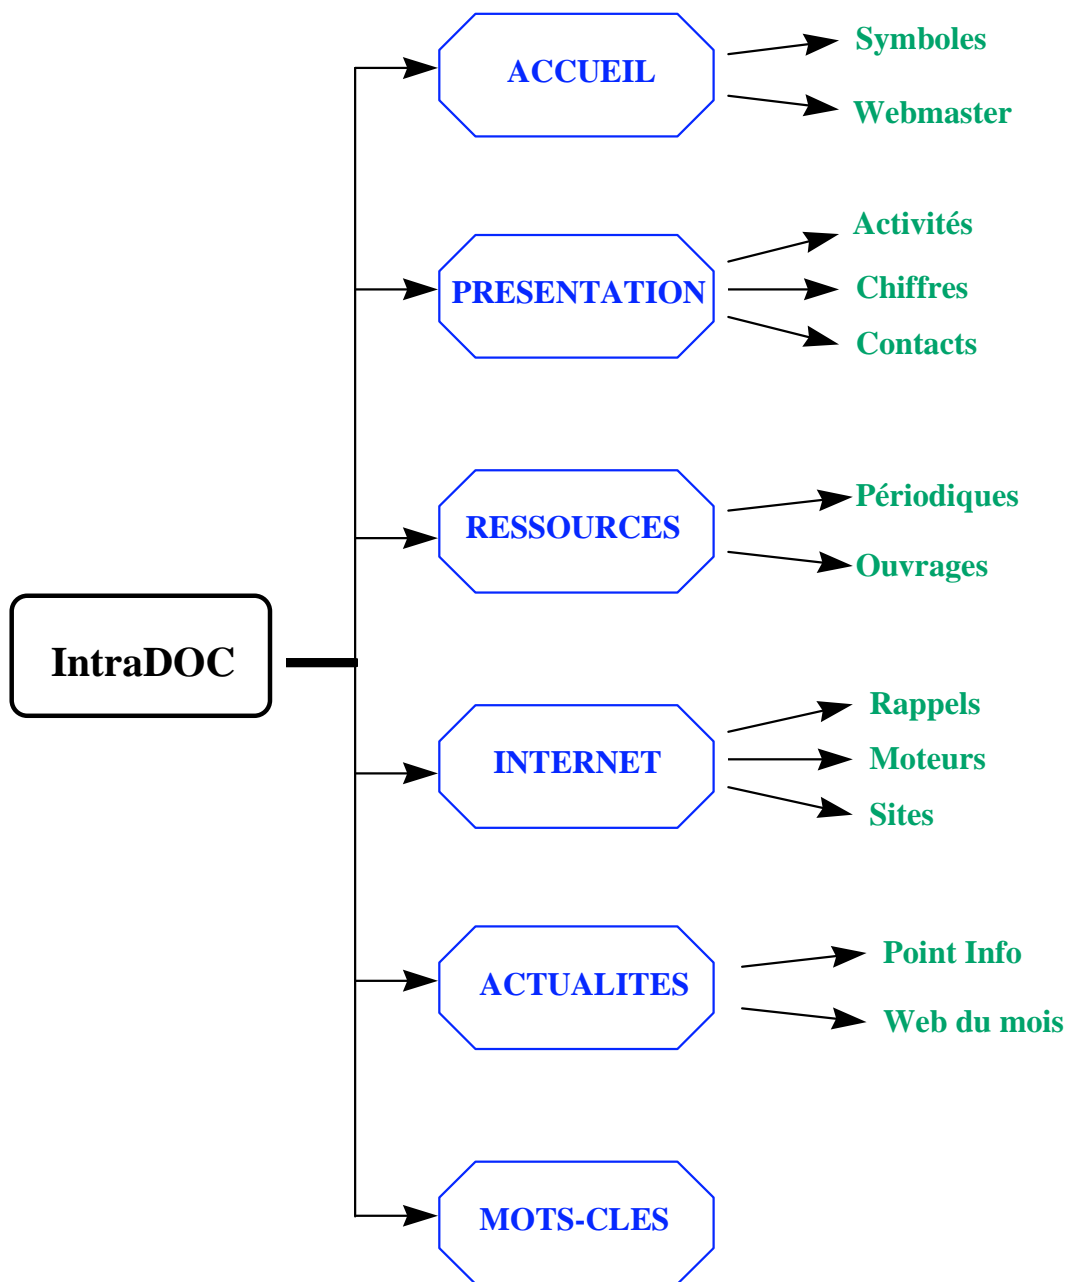 ACCUEIL
Symboles
Webmaster
PRESENTATION
Activités
Chiffres
Contacts
RESSOURCES
Périodiques
Ouvrages
IntraDOC
INTERNET
Rappels
Moteurs
Sites
ACTUALITES
Point Info
Web du mois
MOTS-CLES